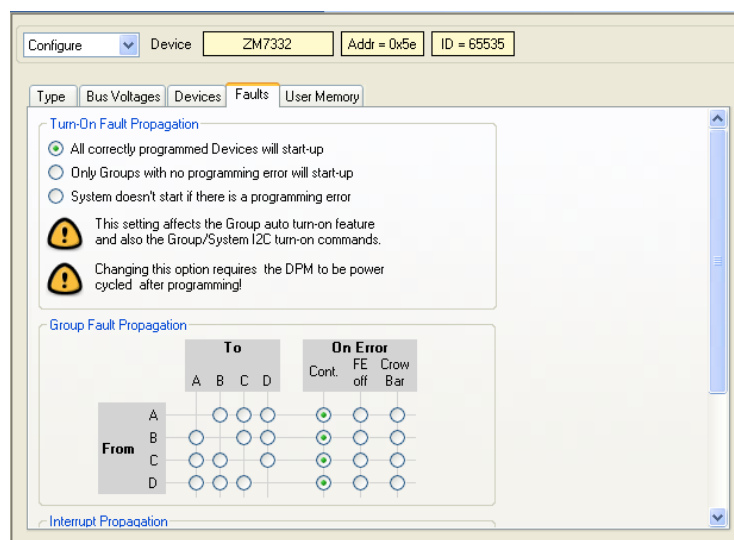 Configure Device ZM7332 Addr = 0x5e ID = 65535
Type Bus Voltages Devices Faults User Memory
Turn-On Fault Propagation
All correctly programmed Devices will start-up
Only Groups with no programming error will start-up
System doesn't start if there is a programming error
This setting affects the Group auto turn-on feature
and also the Group/System I2C turn-on commands.
Changing this option requires the DPM to be power
cycled after programming!
Group Fault Propagation
To On Error
A B C D Cont. FE off Crow Bar
From
A
B
C
D
Interrupt Propagation